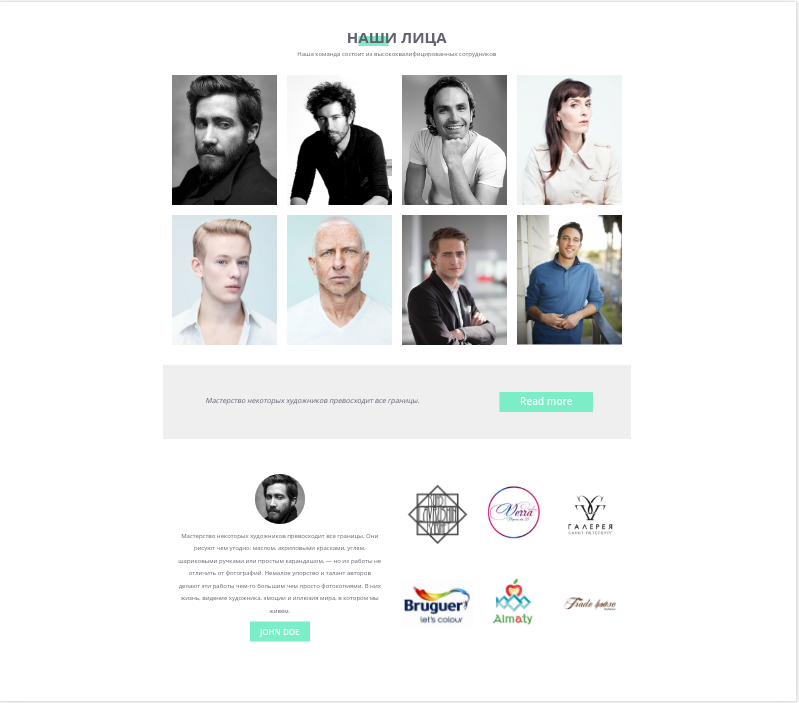 НАШИ ЛИЦА
Наша команда состоит из высококвалифицированных сотрудников
Мастерство некоторых художников превосходит все границы.
Read more
Мастерство некоторых художников превосходит все границы. Они
рисуют чем угодно: маслом, акриловыми красками, углем,
шариковыми ручками или простым карандашом, — но их работы не
отличить от фотографий. Немалое упорство и талант авторов
делают эти работы чем-то большим чем просто фотокопиями. В них
жизнь, видение художника, эмоции и иллюзия мира, в котором мы
живем.
JOHN DOE
Verra
ГАЛЕРЕЯ
САНКТ-ПЕТЕРБУРГ
Bruguer
let's colour
Almaty
Trade house